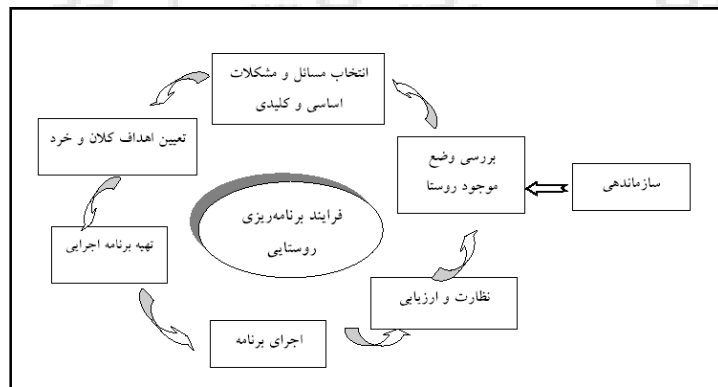 انتخاب مسائل و مشکلات
اساسی و کلیدی
تعیین اهداف کلان و خرد
بررسی وضع
موجود روستا
سازماندهی
فرایند برنامه‌ریزی
روستایی
تهیه برنامه اجرایی
نظارت و ارزیابی
اجرای برنامه